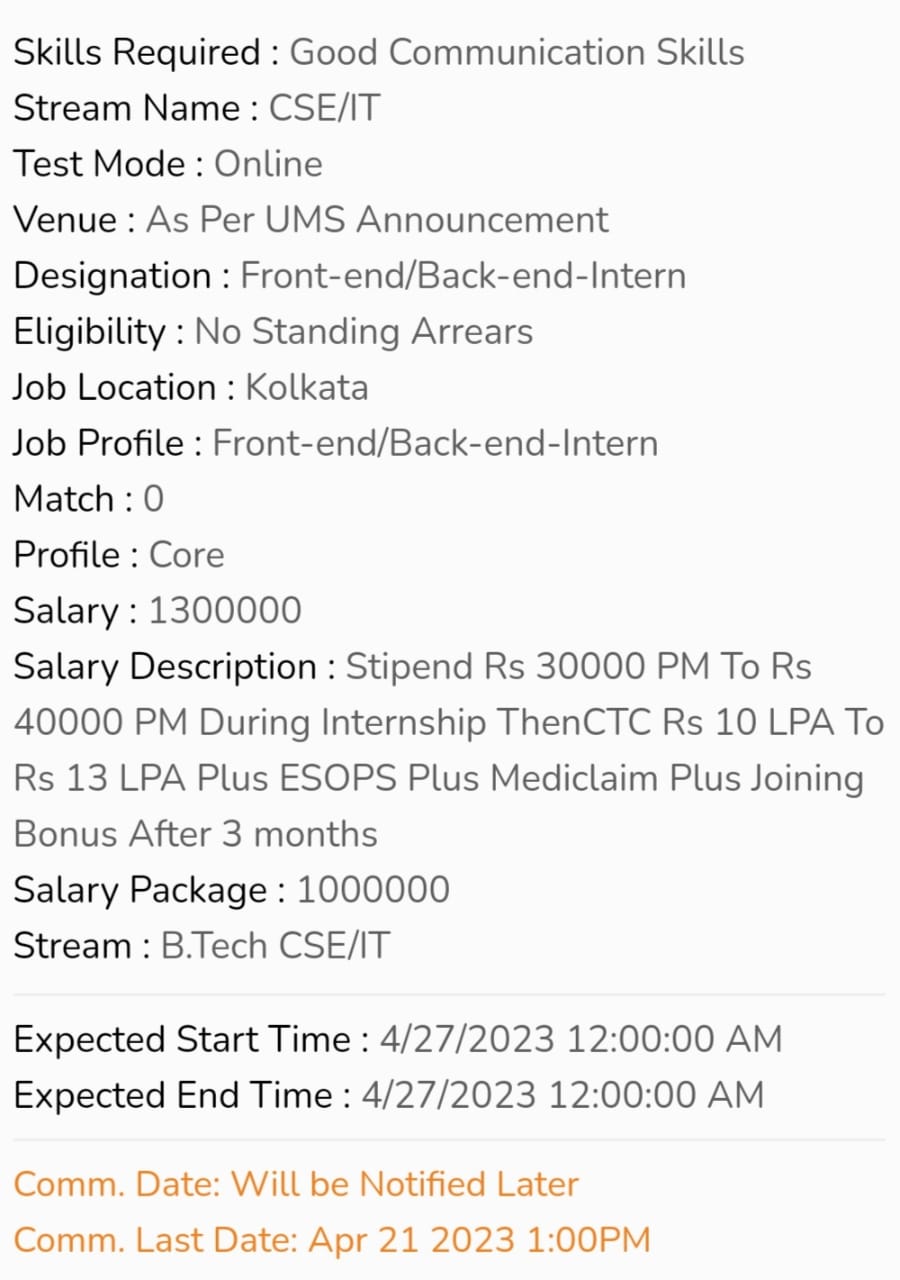 Skills Required : Good Communication Skills
Stream Name : CSE/IT
Test Mode : Online
Venue : As Per UMS Announcement
Designation : Front-end/Back-end-Intern
Eligibility : No Standing Arrears
Job Location : Kolkata
Job Profile : Front-end/Back-end-Intern
Match : 0
Profile : Core
Salary : 1300000
Salary Description : Stipend Rs 30000 PM To Rs
40000 PM During Internship ThenCTC Rs 10 LPA To
Rs 13 LPA Plus ESOPS Plus Mediclaim Plus Joining
Bonus After 3 months
Salary Package : 1000000
Stream : B.Tech CSE/IT
Expected Start Time : 4/27/2023 12:00:00 AM
Expected End Time : 4/27/2023 12:00:00 AM
Comm. Date: Will be Notified Later
Comm. Last Date: Apr 21 2023 1:00PM